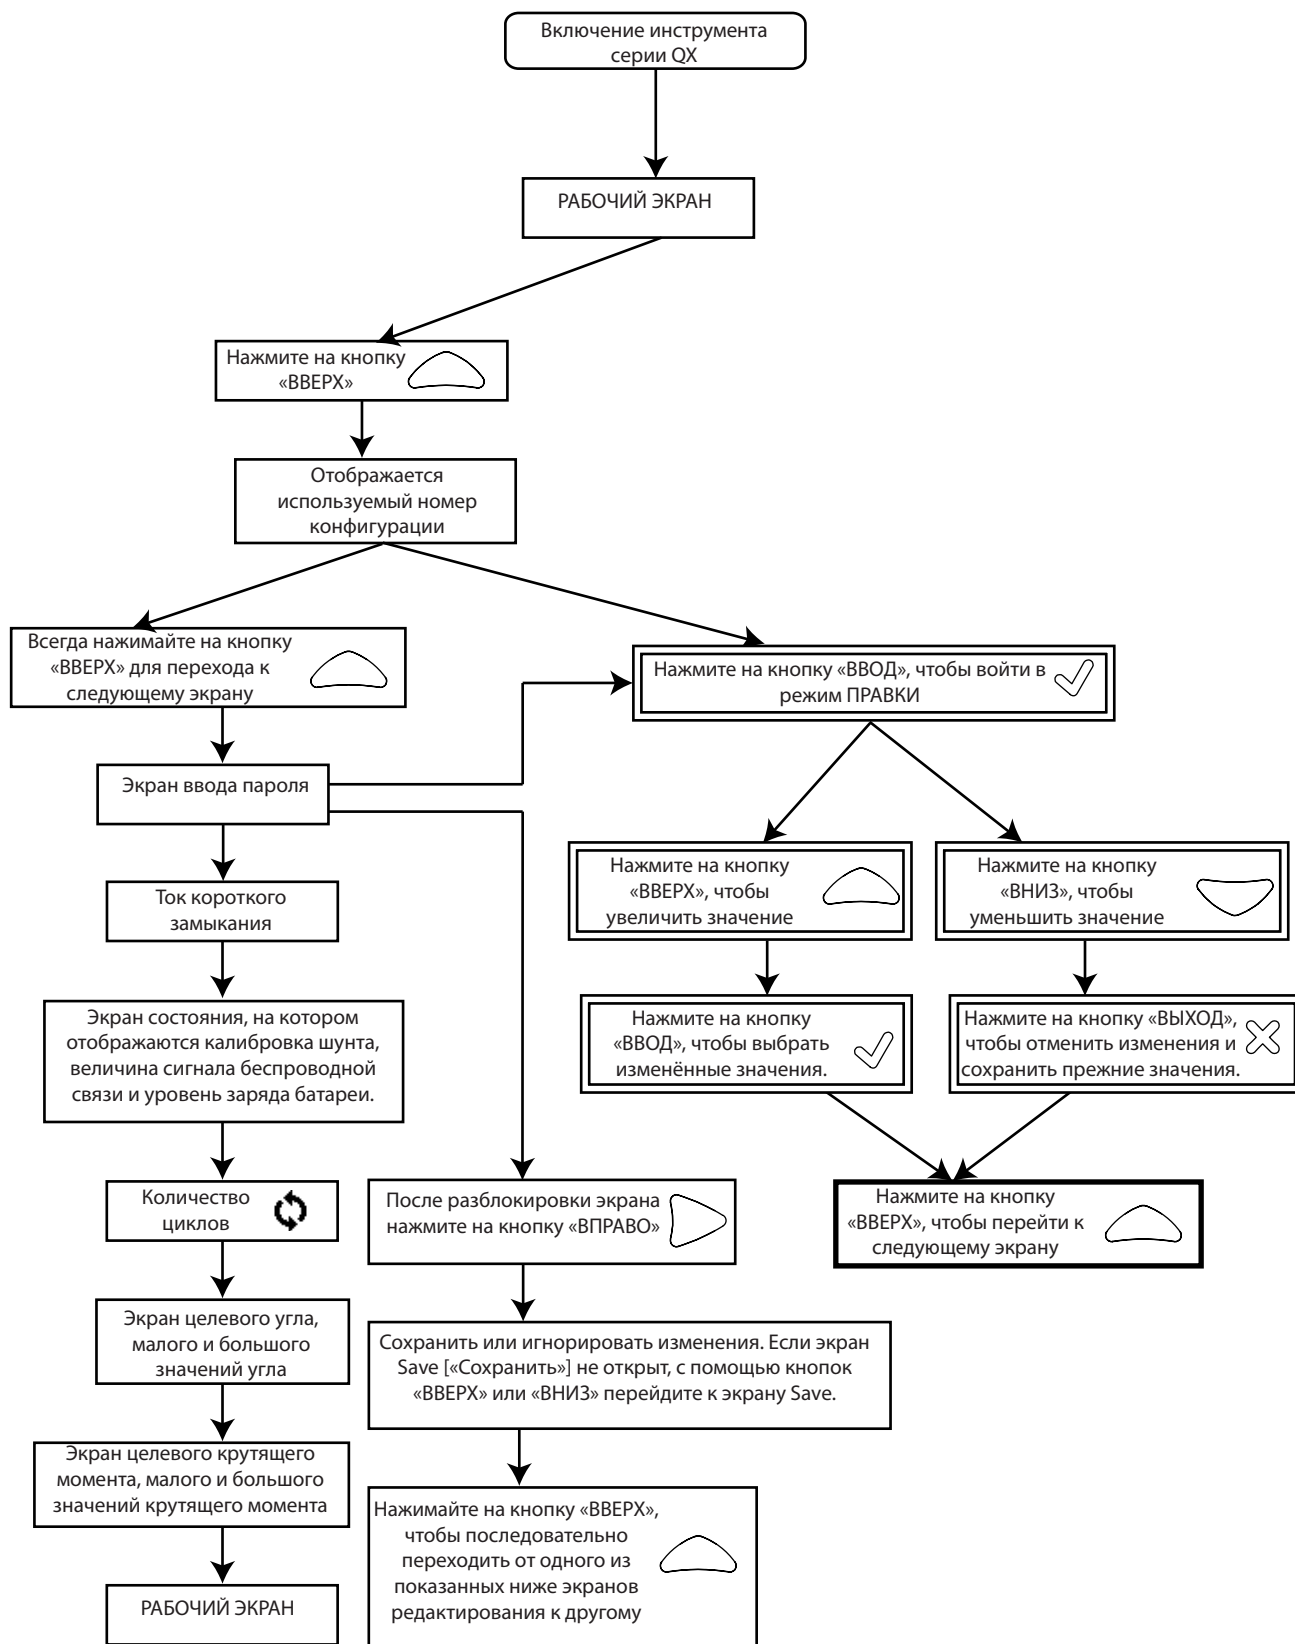 Включение инструмента
серии QX
РАБОЧИЙ ЭКРАН
Нажмите на кнопку
«ВВЕРХ»
Отображается
используемый номер
конфигурации
Всегда нажимайте на кнопку
«ВВЕРХ» для перехода к
следующему экрану
Нажмите на кнопку «ВВОД», чтобы войти в
режим ПРАВКИ
Экран ввода пароля
Нажмите на кнопку
«ВВЕРХ», чтобы
увеличить значение
Нажмите на кнопку
«ВНИЗ», чтобы
уменьшить значение
Ток короткого
замыкания
Экран состояния, на котором
отображаются калибровка шунта,
величина сигнала беспроводной
связи и уровень заряда батареи.
Нажмите на кнопку
«ВВОД», чтобы выбрать
изменённые значения.
Нажмите на кнопку «ВЫХОД»,
чтобы отменить изменения и
сохранить прежние значения.
Количество
циклов
После разблокировки экрана
нажмите на кнопку «ВПРАВО»
Нажмите на кнопку
«ВВЕРХ», чтобы перейти к
следующему экрану
Экран целевого угла,
малого и большого
значений угла
Сохранить или игнорировать изменения. Если экран
Save [«Сохранить»] не открыт, с помощью кнопок
«ВВЕРХ» или «ВНИЗ» перейдите к экрану Save.
Экран целевого крутящего
момента, малого и большого
значений крутящего момента
Нажимайте на кнопку «ВВЕРХ»,
чтобы последовательно
переходить от одного из
показанных ниже экранов
редактирования к другому
РАБОЧИЙ ЭКРАН